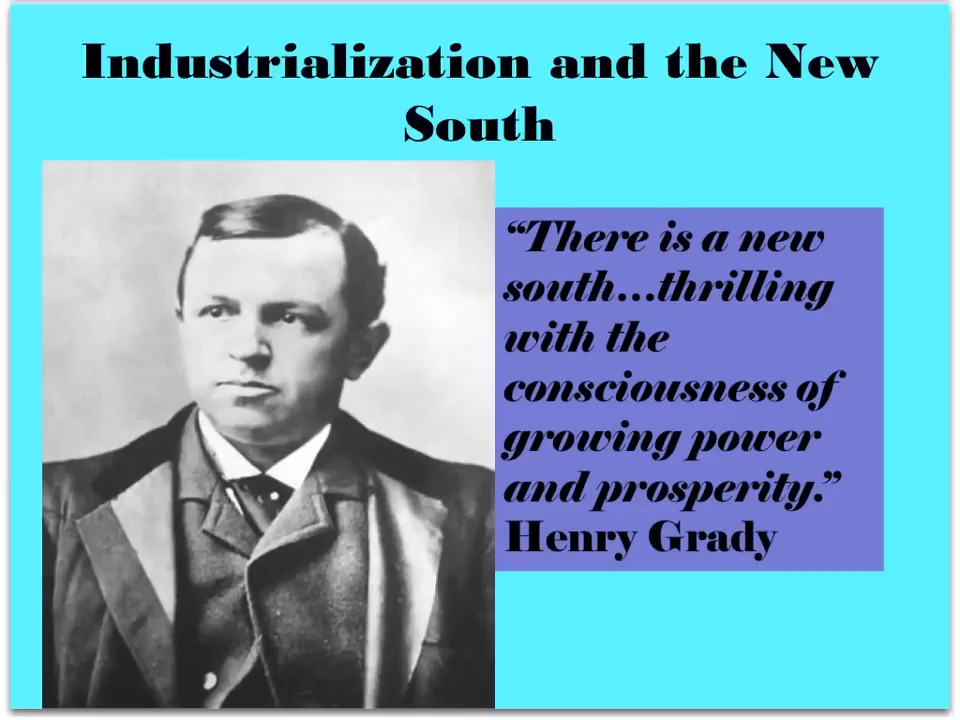 Industrialization and the New
South
“There is a new
south...thrilling
with the
consciousness of
growing power
and prosperity.”
Henry Grady